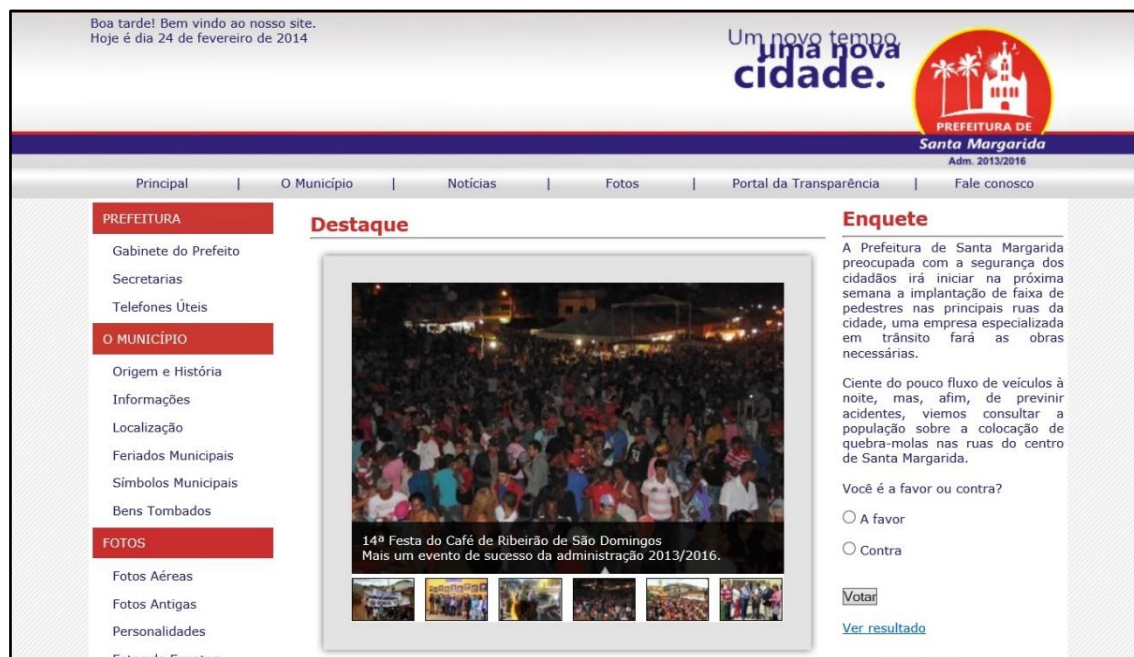 Boa tarde! Bem vindo ao nosso site.
Hoje é dia 24 de fevereiro de 2014
Um novo tempo,
uma nova
cidade.
PREFEITURA DE
Santa Margarida
Adm. 2013/2016
Principal | O Município | Notícias | Fotos | Portal da Transparência | Fale conosco
PREFEITURA
Gabinete do Prefeito
Secretarias
Telefones Úteis
O MUNICÍPIO
Origem e História
Informações
Localização
Feriados Municipais
Símbolos Municipais
Bens Tombados
FOTOS
Fotos Aéreas
Fotos Antigas
Personalidades
Fotos de Eventos
Destaque
14ª Festa do Café de Ribeirão de São Domingos
Mais um evento de sucesso da administração 2013/2016.
Enquete
A Prefeitura de Santa Margarida
preocupada com a segurança dos
cidadãos irá iniciar na próxima
semana a implantação de faixa de
pedestres nas principais ruas da
cidade, uma empresa especializada
em trânsito fará as obras
necessárias.
Ciente do pouco fluxo de veículos à
noite, mas, afim, de previnir
acidentes, viemos consultar a
população sobre a colocação de
quebra-molas nas ruas do centro
de Santa Margarida.
Você é a favor ou contra?
A favor
Contra
Votar
Ver resultado